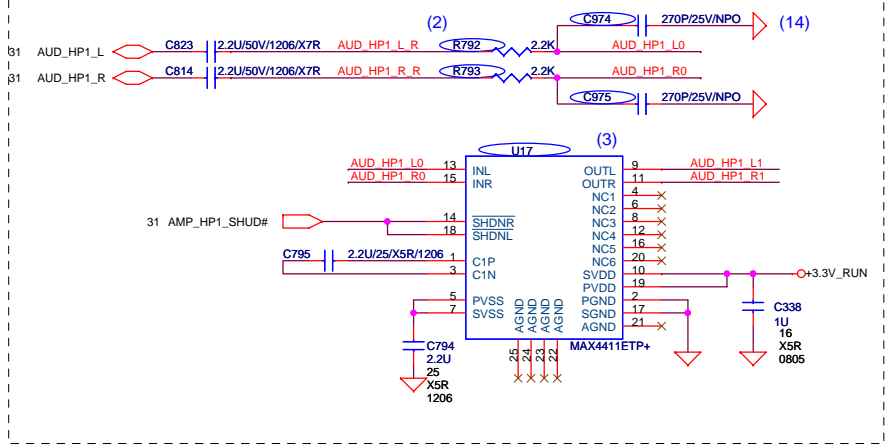 (2)
C974
270P/25V/NPO
(14)
31 AUD_HP1_L
C823
2.2U/50V/1206/X7R
AUD_HP1_L_R
R792
2.2K
AUD_HP1_L0
31 AUD_HP1_R
C814
2.2U/50V/1206/X7R
AUD_HP1_R_R
R793
2.2K
AUD_HP1_R0
C975
270P/25V/NPO
(3)
U17
AUD_HP1_L0 13 INL OUTL 9 AUD_HP1_L1
AUD_HP1_R0 15 INR OUTR 11 AUD_HP1_R1
NC1 4
NC2 6
31 AMP_HP1_SHUD# 14 SHDNR NC3 8
18 SHDNL NC4 12
NC5 16
C795 2.2U/25/X5R/1206 1 C1P NC6 20
3 C1N SVDD 10 +3.3V_RUN
PVDD 19
5 PVSS PGND 2
7 SVSS SGND 17
AGND 21
AGND AGND AGND AGND
25 24 23 22
MAX4411ETP+
C794
2.2U
25
X5R
1206
C338
1U
16
X5R
0805